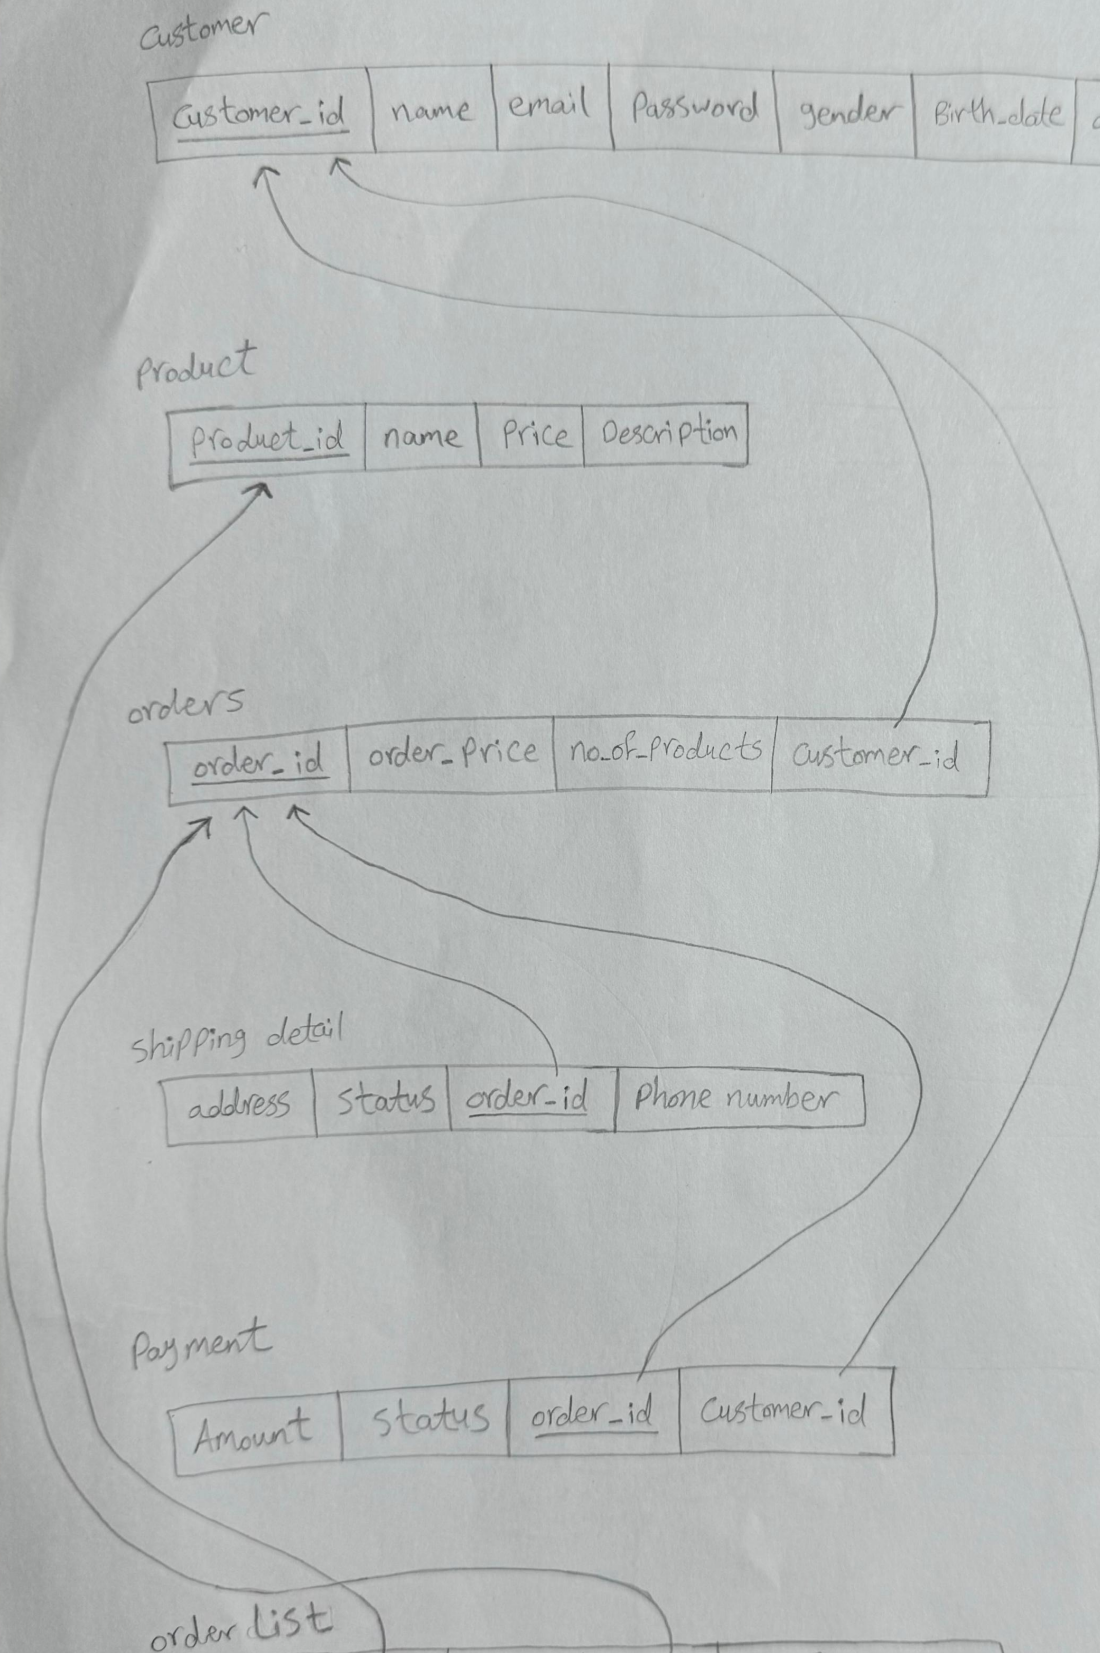 Customer
Customer_id name email Password gender Birth_date
Product
Product_id name Price Description
orders
order_id order_Price no_of_Products Customer_id
Shipping detail
address Status order_id Phone number
Payment
Amount Status order_id Customer_id
order List